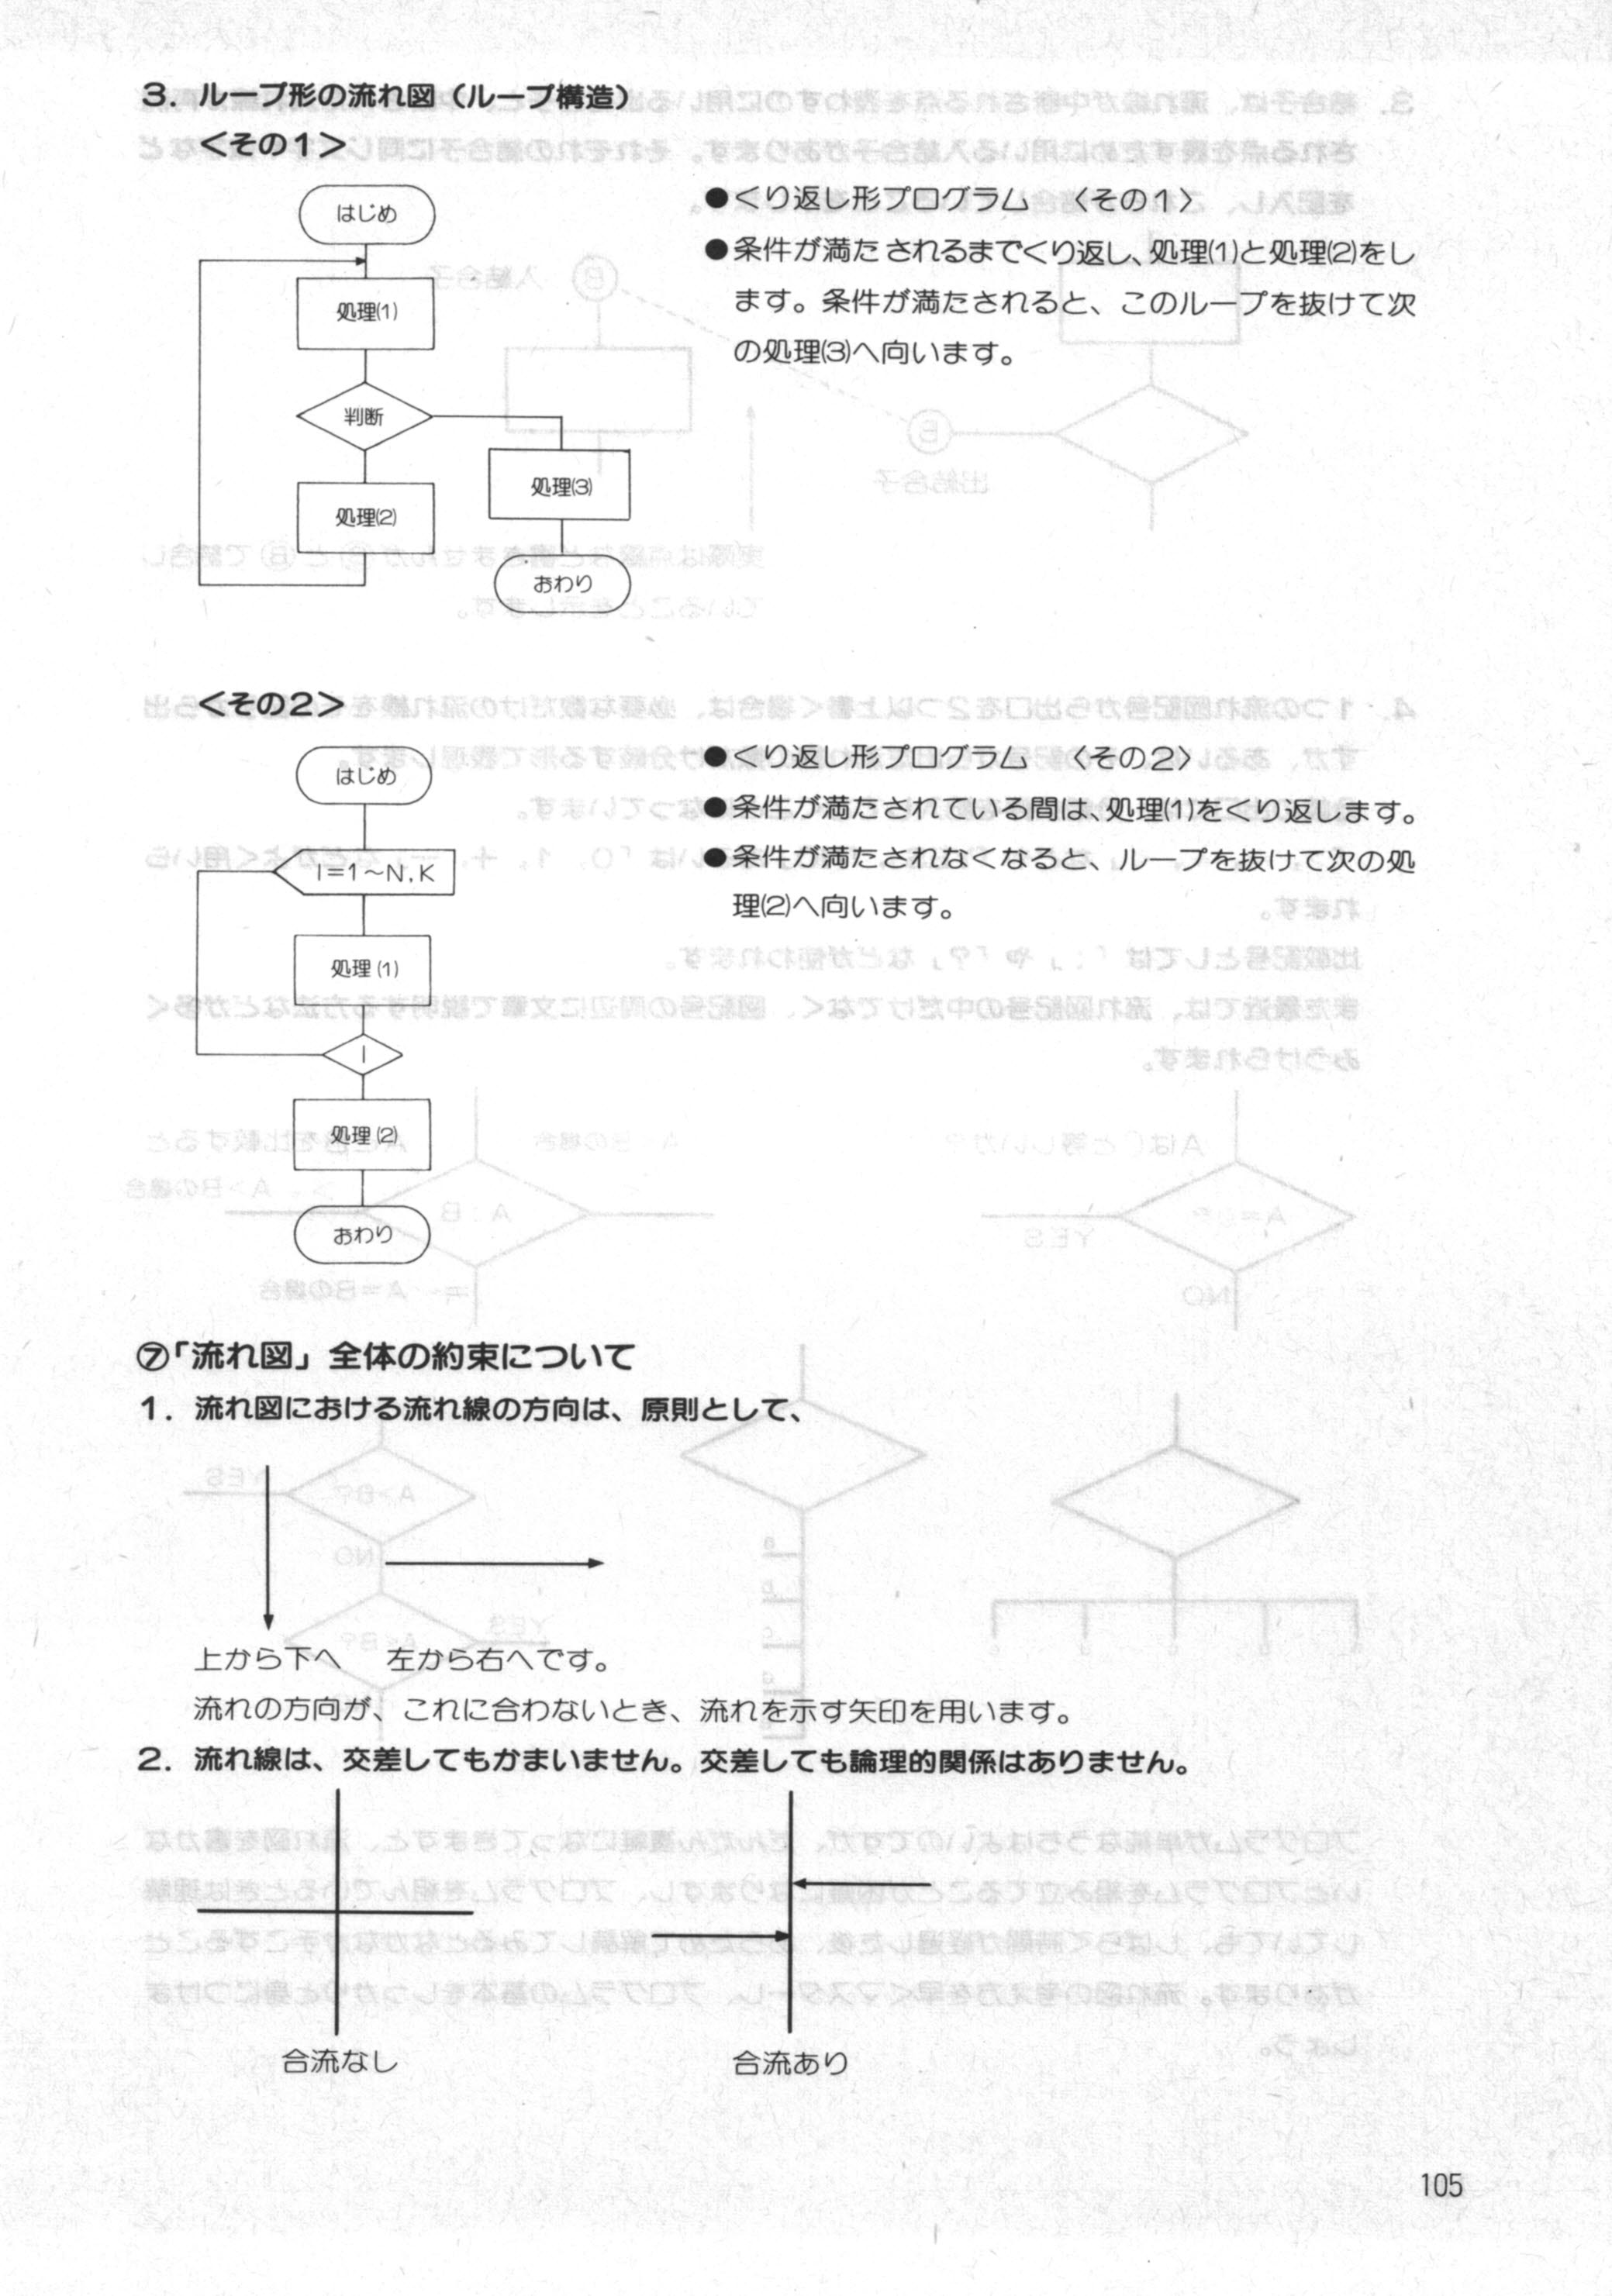 3．ループ形の流れ図（ループ構造）
＜その1＞
はじめ
処理(1)
判断
処理(2)
処理(3)
おわり
●くり返し形プログラム　〈その1〉
●条件が満たされるまでくり返し、処理(1)と処理(2)をし
ます。条件が満たされると、このループを抜けて次
の処理(3)へ向います。
＜その2＞
はじめ
I=1～N,K
処理(1)
I
処理(2)
おわり
●くり返し形プログラム　〈その2〉
●条件が満たされている間は、処理(1)をくり返します。
●条件が満たされなくなると、ループを抜けて次の処
理(2)へ向います。
⑦「流れ図」全体の約束について
1．流れ図における流れ線の方向は、原則として、
上から下へ　左から右へです。
流れの方向が、これに合わないとき、流れを示す矢印を用います。
2．流れ線は、交差してもかまいません。交差しても論理的関係はありません。
合流なし
合流あり
105